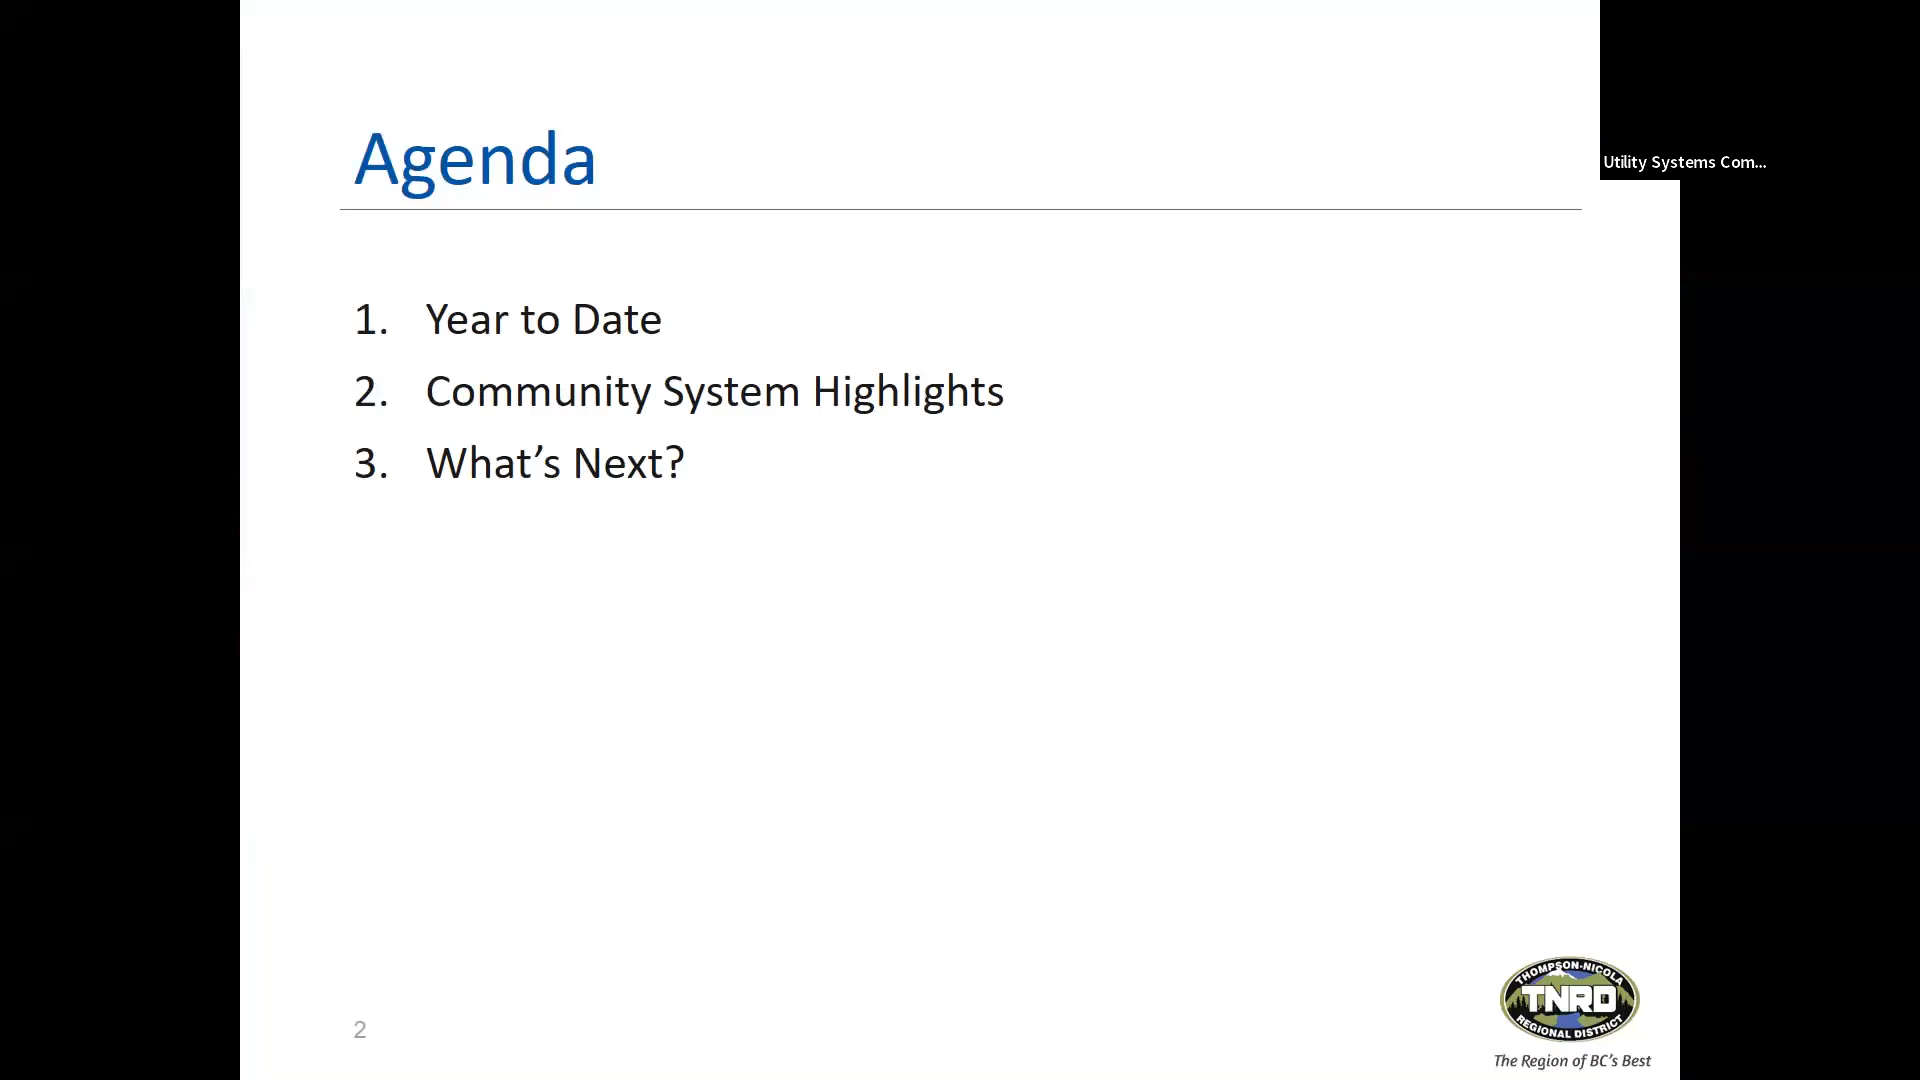 Agenda
Utility Systems Com...
1. Year to Date
2. Community System Highlights
3. What’s Next?
2
THOMPSON-NICOLA
TNRD
REGIONAL DISTRICT
The Region of BC’s Best